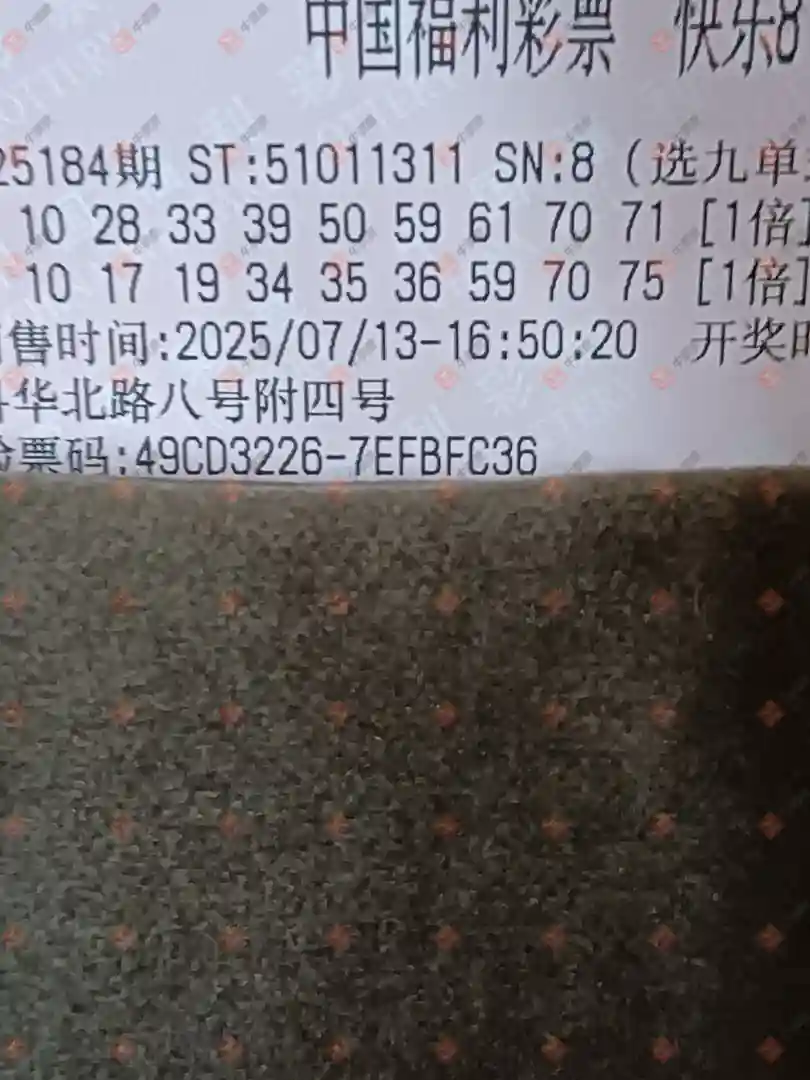 中国福利彩票 快乐8
25184期 ST:51011311 SN:8 (选九单
10 28 33 39 50 59 61 70 71 [1倍]
10 17 19 34 35 36 59 70 75 [1倍]
售时间:2025/07/13-16:50:20 开奖时
华北路八号附四号
票码:49CD3226-7EFBFC36